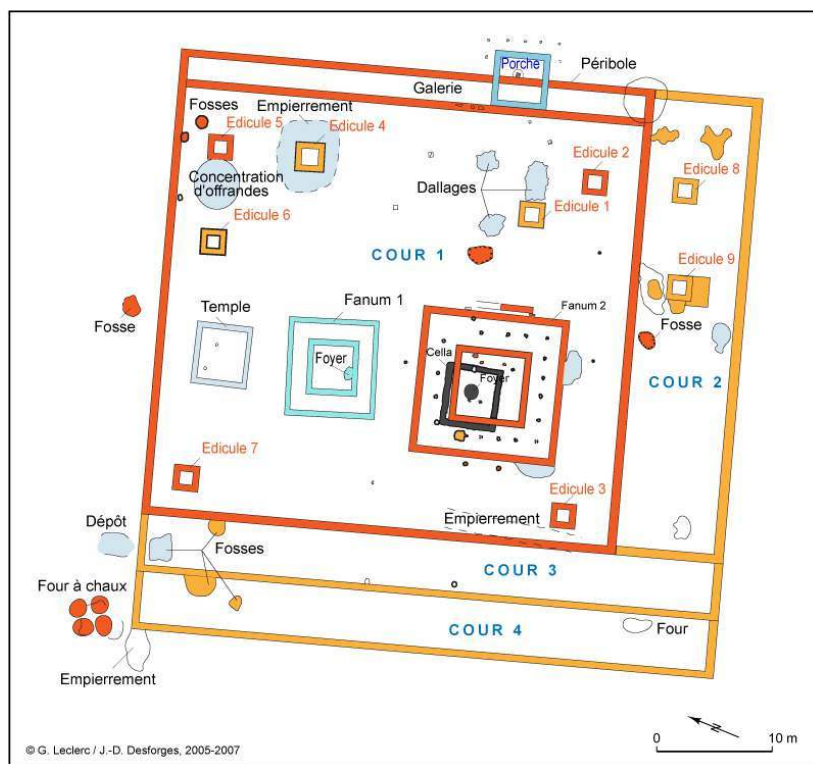 Porche
Péribole
Galerie
Fosses
Empierrement
Edicule 5
Edicule 4
Edicule 2
Edicule 8
Concentration
d'offrandes
Dallages
Edicule 1
Edicule 6
COUR 1
Edicule 9
Temple
Fanum 1
Fanum 2
Fosse
Fosse
Foyer
Cella
Foyer
COUR 2
Edicule 7
Edicule 3
Empierrement
Dépôt
Fosses
COUR 3
Four à chaux
COUR 4
Four
Empierrement
N
© G. Leclerc / J.-D. Desforges, 2005-2007
0 10 m